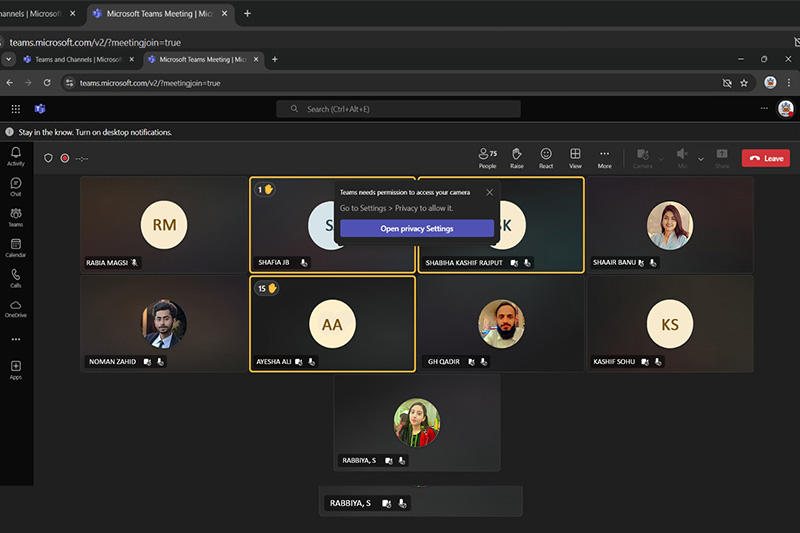 hannels | Microsof
Microsoft Teams Meeting | Mic
teams.microsoft.com/v2/?meetingjoin=true
Teams and Channels | Microsof
Microsoft Teams Meeting | Mic
teams.microsoft.com/v2/?meetingjoin=true
Search (Ctrl+Alt+E)
Stay in the know. Turn on desktop notifications.
Activity
Chat
Teams
Calendar
Calls
OneDrive
Apps
--:--
75
People
Raise
React
View
More
Camera
Mic
Share
Leave
Teams needs permission to access your camera
Go to Settings > Privacy to allow it.
Open privacy Settings
RM
RABIA MAGSI
1
S
SHAFIA JB
SK
SHABIHA KASHIF RAJPUT
SHAAIR BANU
NOMAN ZAHID
15
AA
AYESHA ALI
GH QADIR
KS
KASHIF SOHU
RABBIYA, S
RABBIYA, S